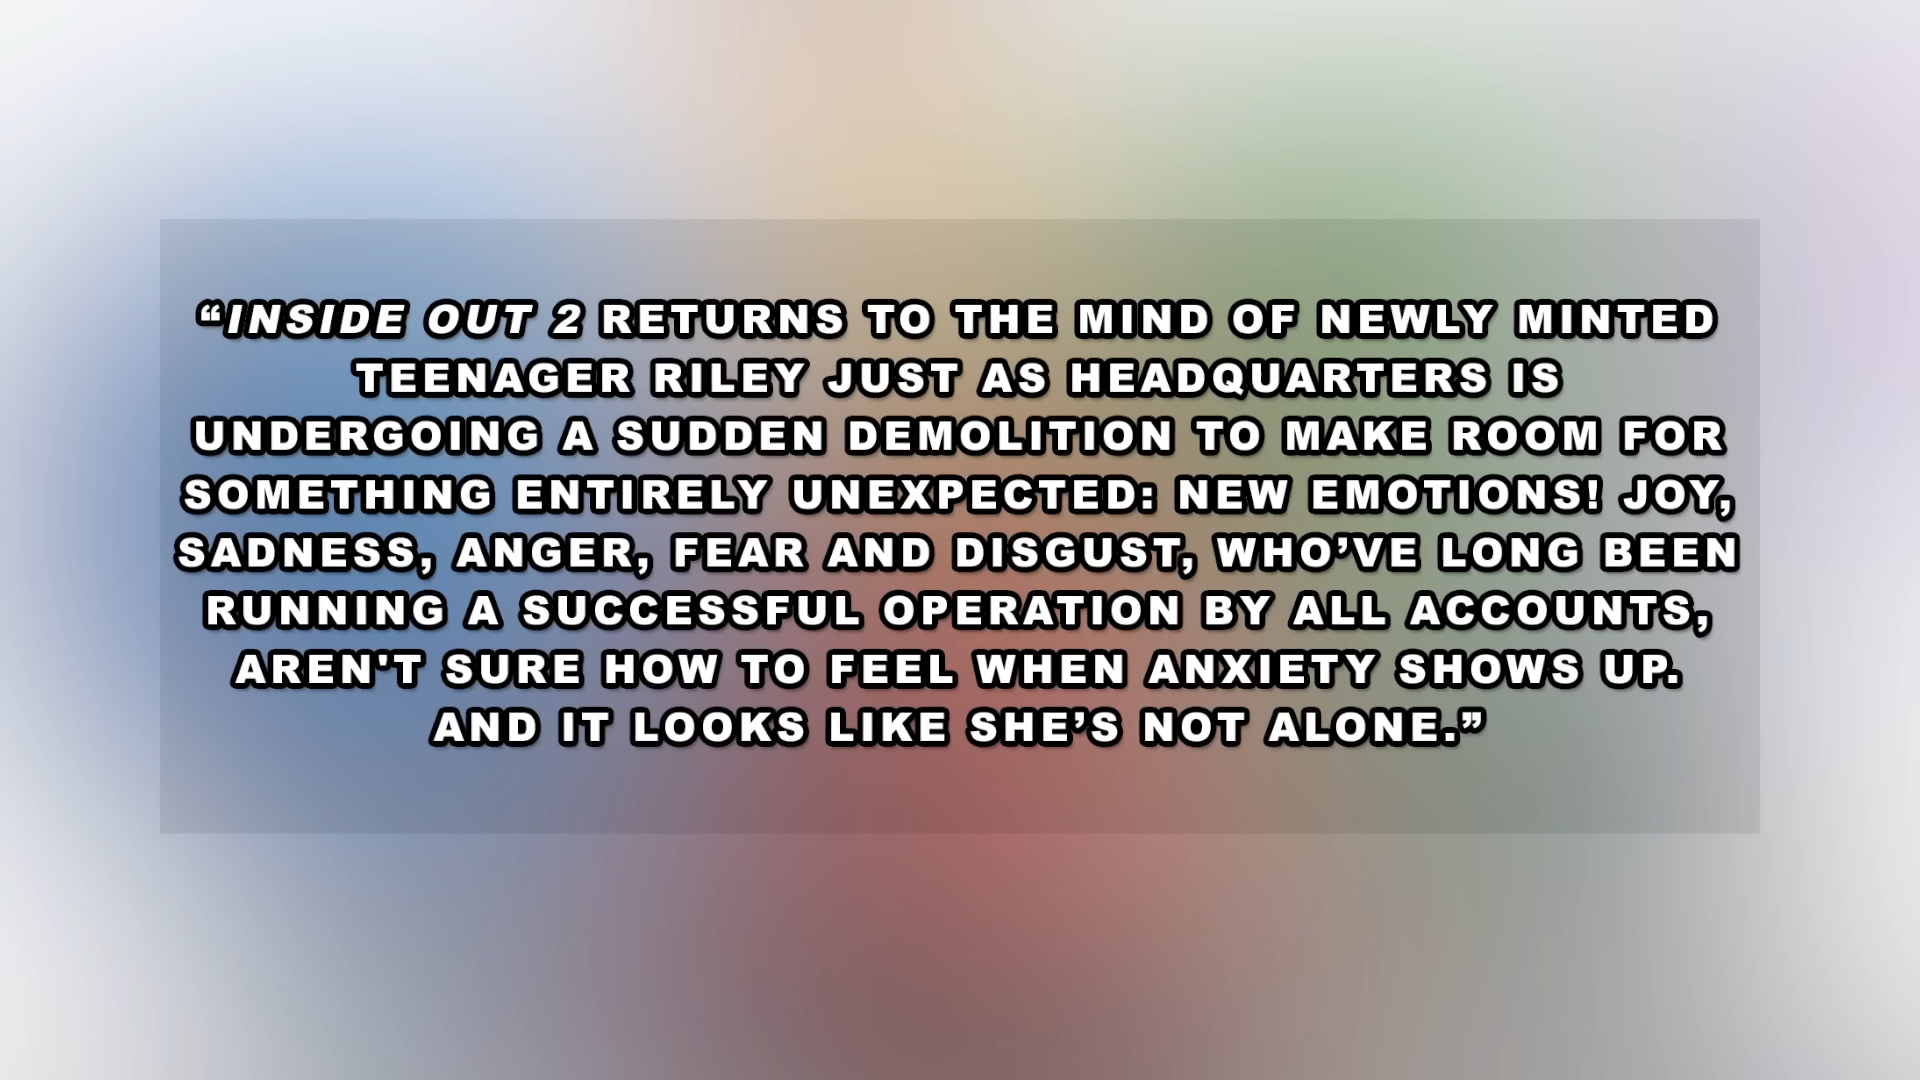 “INSIDE OUT 2 RETURNS TO THE MIND OF NEWLY MINTED
TEENAGER RILEY JUST AS HEADQUARTERS IS
UNDERGOING A SUDDEN DEMOLITION TO MAKE ROOM FOR
SOMETHING ENTIRELY UNEXPECTED: NEW EMOTIONS! JOY,
SADNESS, ANGER, FEAR AND DISGUST, WHO’VE LONG BEEN
RUNNING A SUCCESSFUL OPERATION BY ALL ACCOUNTS,
AREN'T SURE HOW TO FEEL WHEN ANXIETY SHOWS UP.
AND IT LOOKS LIKE SHE’S NOT ALONE.”